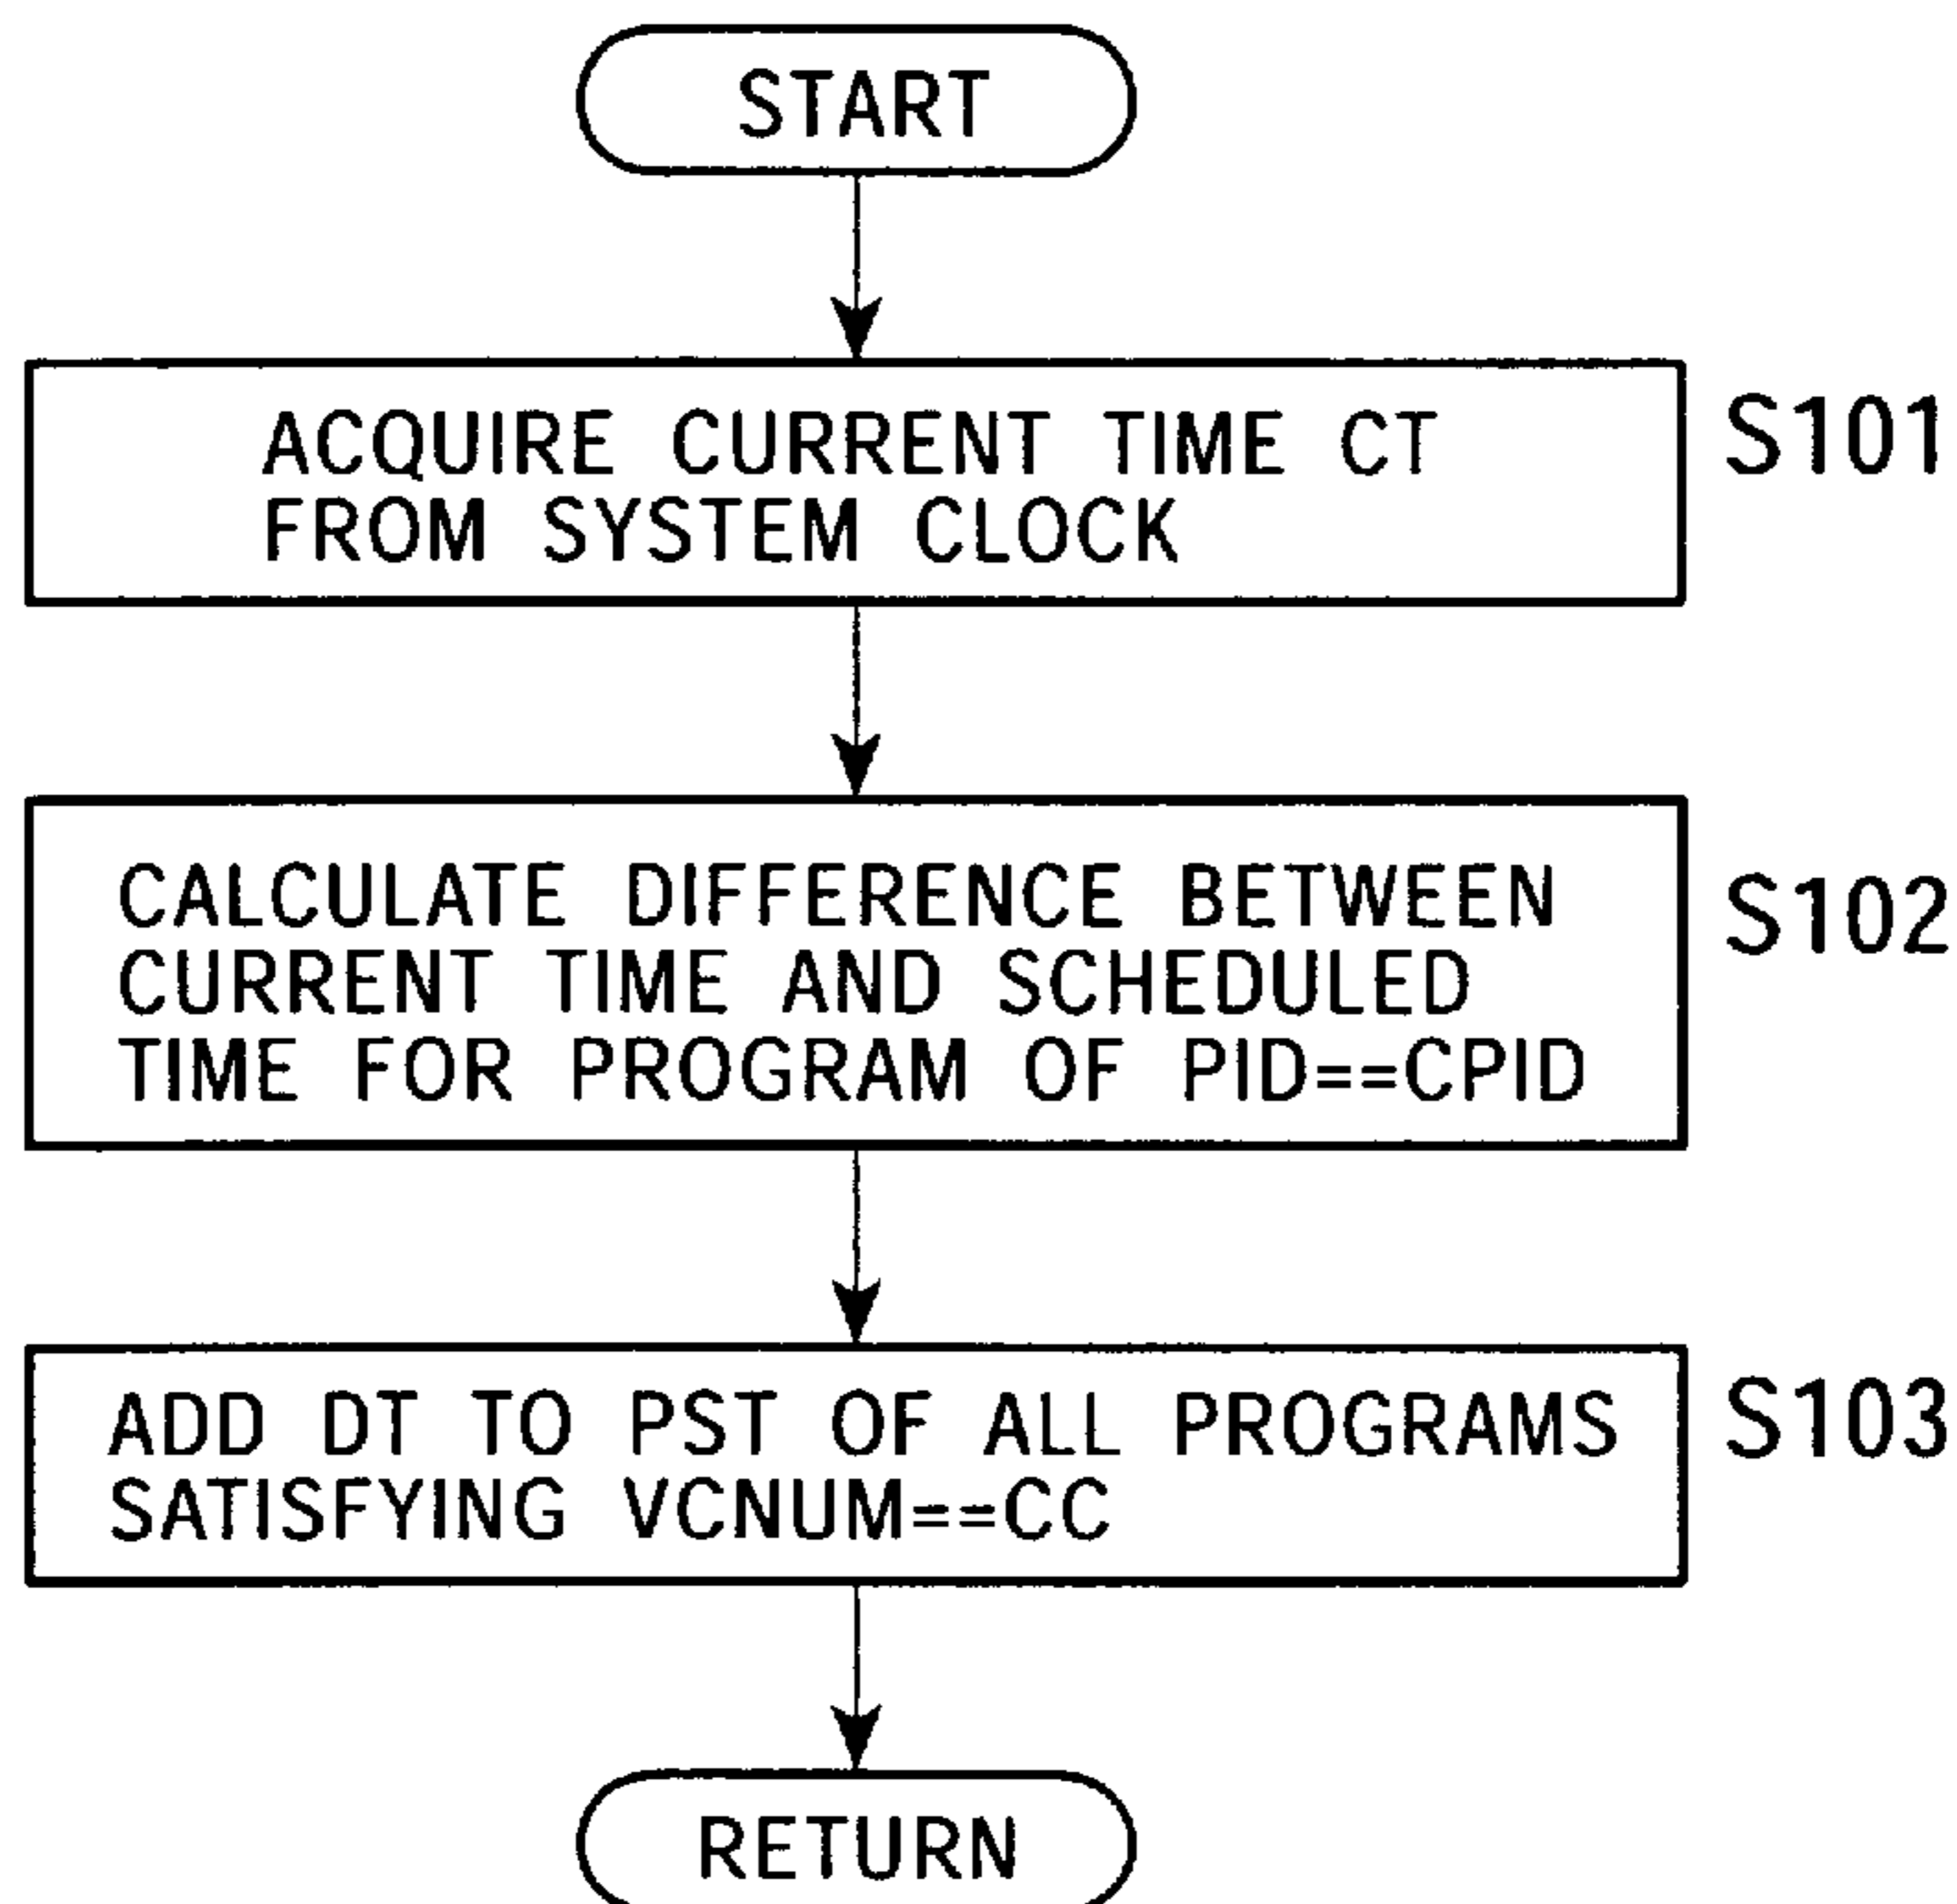 START
ACQUIRE CURRENT TIME CT
FROM SYSTEM CLOCK
S101
CALCULATE DIFFERENCE BETWEEN
CURRENT TIME AND SCHEDULED
TIME FOR PROGRAM OF PID==CPID
S102
ADD DT TO PST OF ALL PROGRAMS
SATISFYING VCNUM==CC
S103
RETURN